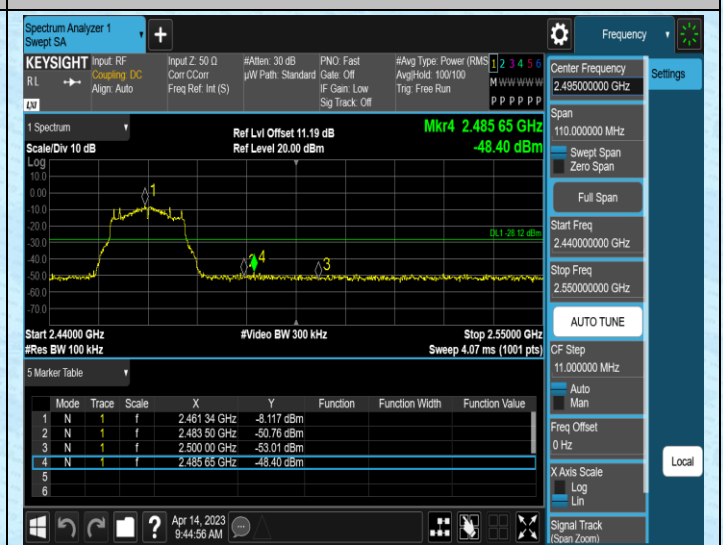 Spectrum Analyzer 1
Swept SA
Frequency
KEYSIGHT
RL
LXI
Input: RF
Coupling: DC
Align: Auto
Input Z: 50 Ω
Corr CCorr
Freq Ref: Int (S)
#Atten: 30 dB
µW Path: Standard
PNO: Fast
Gate: Off
IF Gain: Low
Sig Track: Off
#Avg Type: Power (RMS
Avg|Hold: 100/100
Trig: Free Run
1 2 3 4 5 6
M W W W W W
P P P P P P
Center Frequency
2.495000000 GHz
Settings
Span
110.000000 MHz
Swept Span
Zero Span
Full Span
Start Freq
2.440000000 GHz
Stop Freq
2.550000000 GHz
AUTO TUNE
CF Step
11.000000 MHz
Auto
Man
Freq Offset
0 Hz
X Axis Scale
Log
Lin
Signal Track
(Span Zoom)
Local
1 Spectrum
Scale/Div 10 dB
Ref Lvl Offset 11.19 dB
Ref Level 20.00 dBm
Mkr4 2.485 65 GHz
-48.40 dBm
Log
10.0
0.00
-10.0
-20.0
-30.0
-40.0
-50.0
-60.0
-70.0
1
4
3
DL1 -28.12 dBm
Start 2.44000 GHz
#Video BW 300 kHz
Stop 2.55000 GHz
#Res BW 100 kHz
Sweep 4.07 ms (1001 pts)
5 Marker Table
Mode Trace Scale X Y Function Function Width Function Value
1 N 1 f 2.461 34 GHz -8.117 dBm
2 N 1 f 2.483 50 GHz -50.76 dBm
3 N 1 f 2.500 00 GHz -53.01 dBm
4 N 1 f 2.485 65 GHz -48.40 dBm
5
6
?
Apr 14, 2023
9:44:56 AM